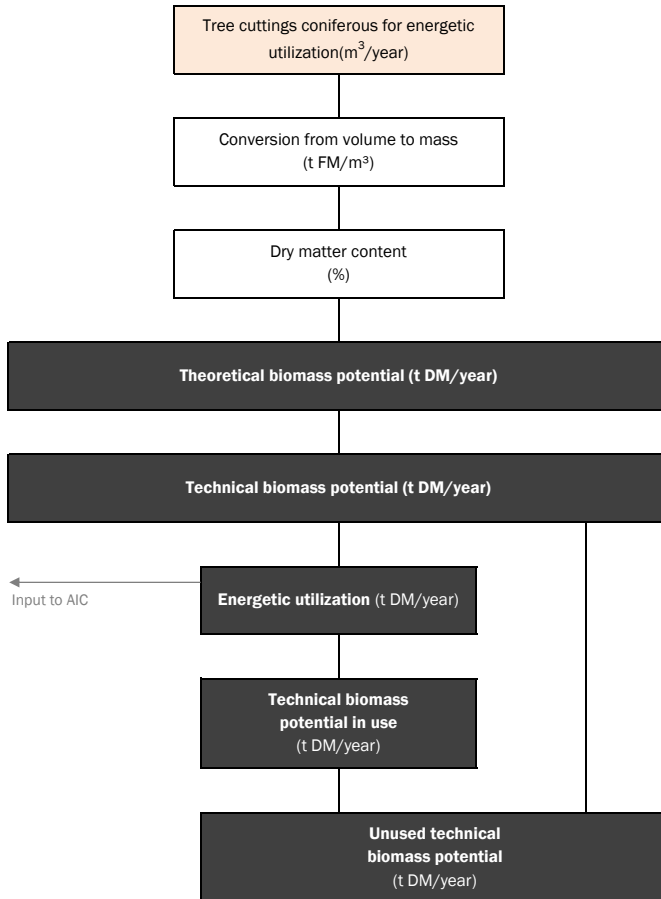 Tree cuttings coniferous for energetic
utilization(m³/year)
Conversion from volume to mass
(t FM/m³)
Dry matter content
(%)
Theoretical biomass potential (t DM/year)
Technical biomass potential (t DM/year)
Energetic utilization (t DM/year)
Input to AIC
Technical biomass
potential in use
(t DM/year)
Unused technical
biomass potential
(t DM/year)